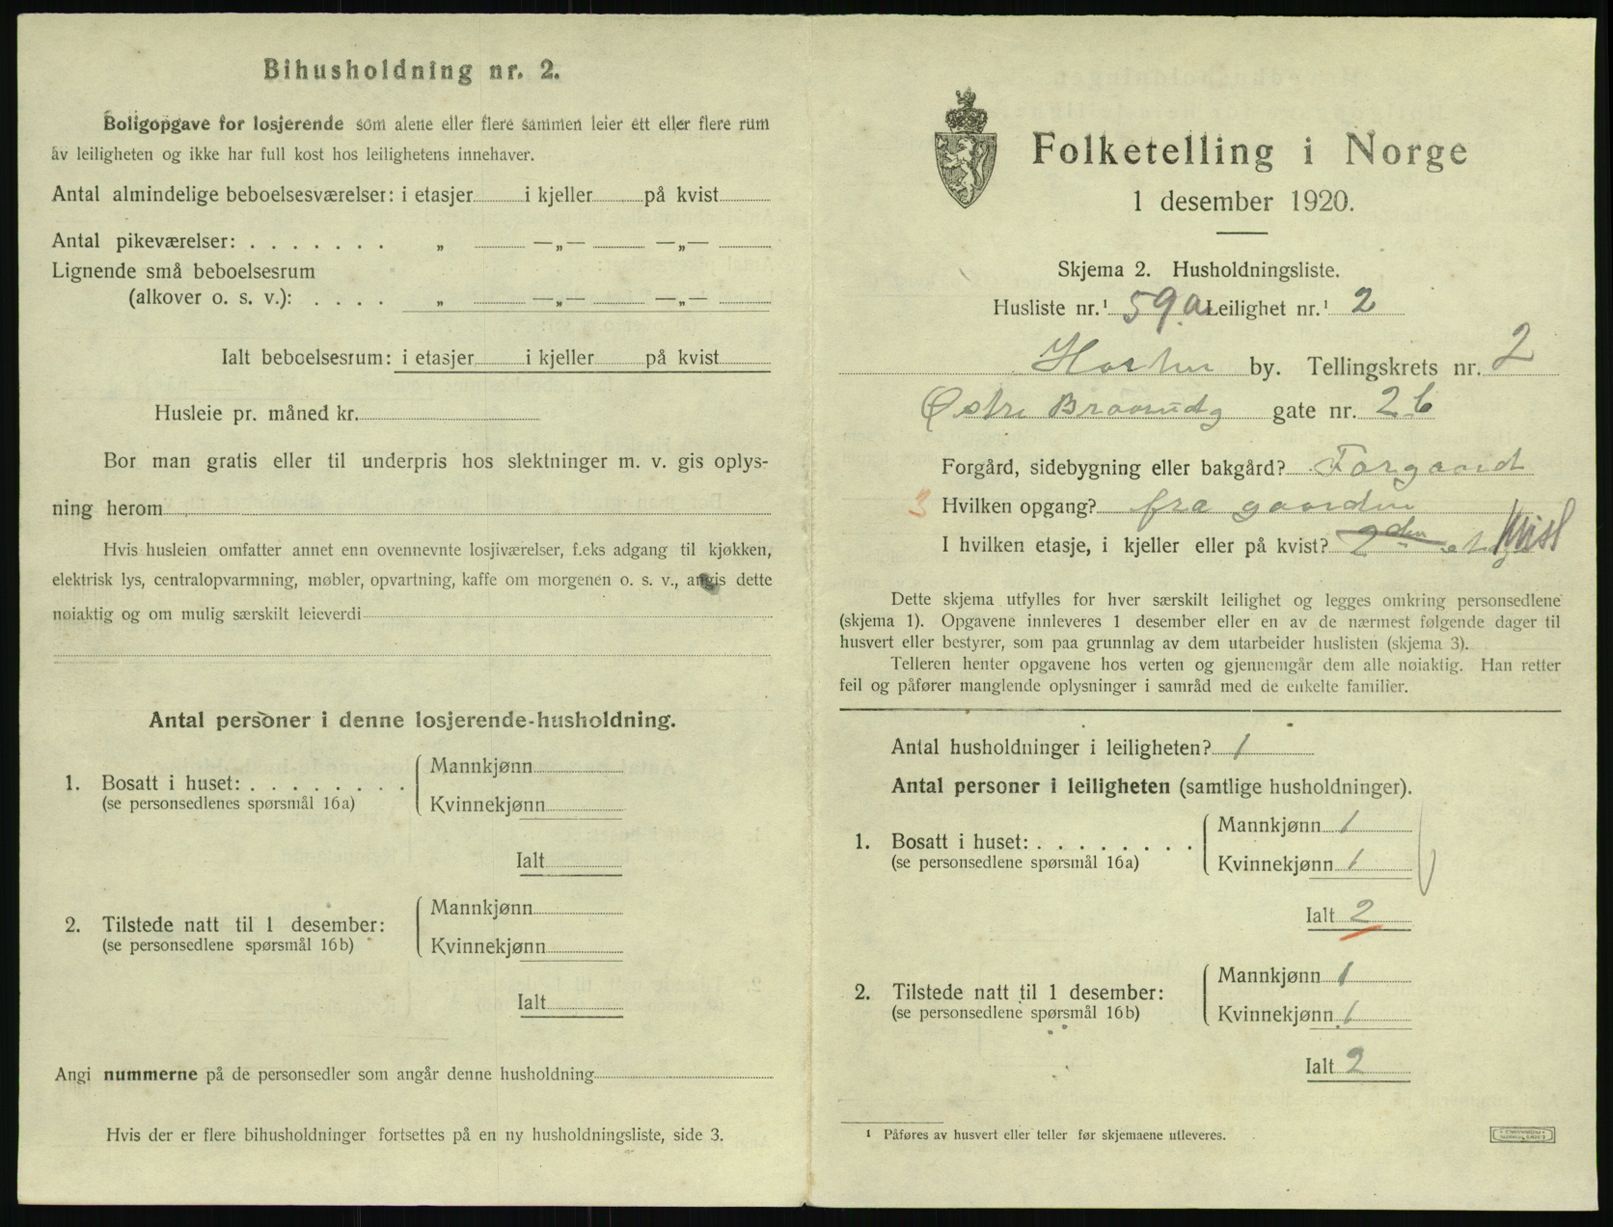 Bihusholdning nr. 2.
Boligopgave for losjerende som alene eller flere sammen leier ett eller flere rum
av leiligheten og ikke har full kost hos leilighetens innehaver.
Antal almindelige beboelsesværelser: i etasjer i kjeller på kvist
Antal pikeværelser: . . . . . . . „ —„— —„—
Lignende små beboelsesrum
(alkover o. s. v.): . . . . „ —„— —„—
Ialt beboelsesrum: i etasjer i kjeller på kvist
Husleie pr. måned kr.
Bor man gratis eller til underpris hos slektninger m. v. gis oplys-
ning herom
Hvis husleien omfatter annet enn ovennevnte losjiværelser, f.eks adgang til kjøkken,
elektrisk lys, centralopvarmning, møbler, opvartning, kaffe om morgenen o. s. v., angis dette
nøiaktig og om mulig særskilt leieverdi
Antal personer i denne losjerende-husholdning.
1. Bosatt i huset: . . . . . . . .
(se personsedlenes spørsmål 16a)
Mannkjønn
Kvinnekjønn
Ialt
2. Tilstede natt til 1 desember:
(se personsedlene spørsmål 16b)
Mannkjønn
Kvinnekjønn
Ialt
Angi nummerne på de personsedler som angår denne husholdning
Hvis der er flere bihusholdninger fortsettes på en ny husholdningsliste, side 3.
Folketelling i Norge
1 desember 1920.
Skjema 2. Husholdningsliste.
Husliste nr.¹ 59a Leilighet nr.¹ 2
Horten by. Tellingskrets nr. 2
Østre Braarudg gate nr. 2b
Forgård, sidebygning eller bakgård? Forgaard
3 Hvilken opgang? fra gaarden
I hvilken etasje, i kjeller eller på kvist? 2den Kvist
Dette skjema utfylles for hver særskilt leilighet og legges omkring personsedlene
(skjema 1). Opgavene innleveres 1 desember eller en av de nærmest følgende dager til
husvert eller bestyrer, som paa grunnlag av dem utarbeider huslisten (skjema 3).
Telleren henter opgavene hos verten og gjennemgår dem alle nøiaktig. Han retter
feil og påfører manglende oplysninger i samråd med de enkelte familier.
Antal husholdninger i leiligheten? 1
Antal personer i leiligheten (samtlige husholdninger).
1. Bosatt i huset: . . . . . . . .
(se personsedlene spørsmål 16a)
Mannkjønn 1
Kvinnekjønn 1
Ialt 2
2. Tilstede natt til 1 desember:
(se personsedlene spørsmål 16b)
Mannkjønn 1
Kvinnekjønn 1
Ialt 2
¹ Påføres av husvert eller teller før skjemaene utleveres.